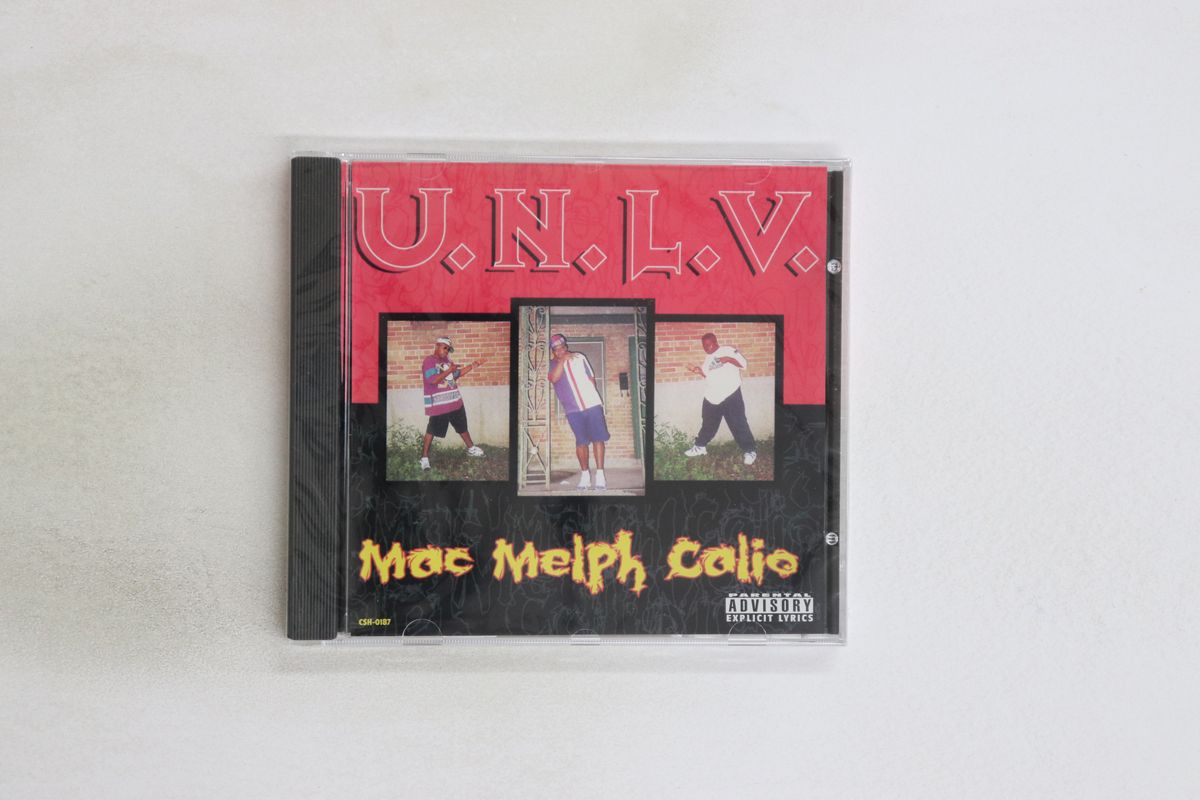 U.N.L.V.
Mac Melph Calio
PARENTAL
ADVISORY
EXPLICIT LYRICS
CSH-0187